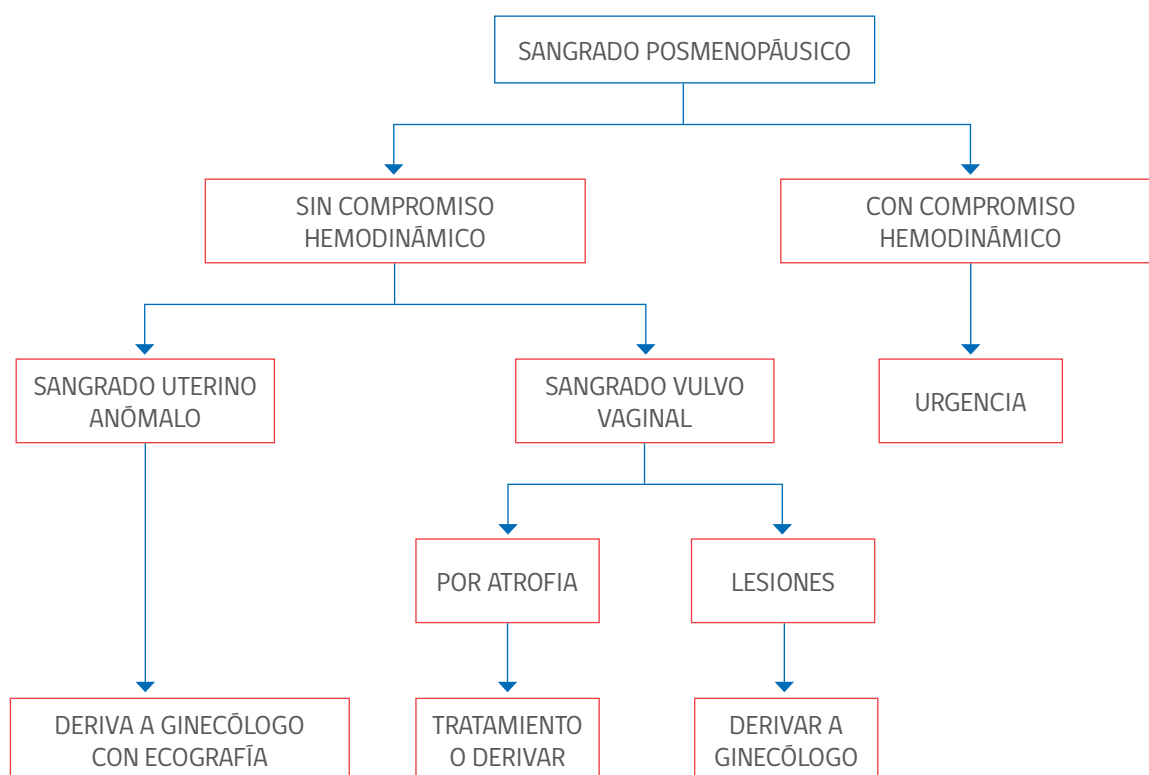 SANGRADO POSMENOPÁUSICO
SIN COMPROMISO
HEMODINÁMICO
CON COMPROMISO
HEMODINÁMICO
SANGRADO UTERINO
ANÓMALO
SANGRADO VULVO
VAGINAL
URGENCIA
POR ATROFIA
LESIONES
DERIVA A GINECÓLOGO
CON ECOGRAFÍA
TRATAMIENTO
O DERIVAR
DERIVAR A
GINECÓLOGO